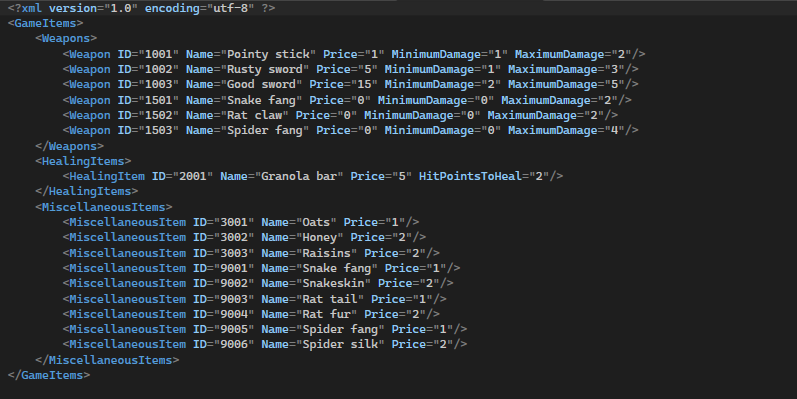 <?xml version="1.0" encoding="utf-8" ?>
<GameItems>
    <Weapons>
        <Weapon ID="1001" Name="Pointy stick" Price="1" MinimumDamage="1" MaximumDamage="2"/>
        <Weapon ID="1002" Name="Rusty sword" Price="5" MinimumDamage="1" MaximumDamage="3"/>
        <Weapon ID="1003" Name="Good sword" Price="15" MinimumDamage="2" MaximumDamage="5"/>
        <Weapon ID="1501" Name="Snake fang" Price="0" MinimumDamage="0" MaximumDamage="2"/>
        <Weapon ID="1502" Name="Rat claw" Price="0" MinimumDamage="0" MaximumDamage="2"/>
        <Weapon ID="1503" Name="Spider fang" Price="0" MinimumDamage="0" MaximumDamage="4"/>
    </Weapons>
    <HealingItems>
        <HealingItem ID="2001" Name="Granola bar" Price="5" HitPointsToHeal="2"/>
    </HealingItems>
    <MiscellaneousItems>
        <MiscellaneousItem ID="3001" Name="Oats" Price="1"/>
        <MiscellaneousItem ID="3002" Name="Honey" Price="2"/>
        <MiscellaneousItem ID="3003" Name="Raisins" Price="2"/>
        <MiscellaneousItem ID="9001" Name="Snake fang" Price="1"/>
        <MiscellaneousItem ID="9002" Name="Snakeskin" Price="2"/>
        <MiscellaneousItem ID="9003" Name="Rat tail" Price="1"/>
        <MiscellaneousItem ID="9004" Name="Rat fur" Price="2"/>
        <MiscellaneousItem ID="9005" Name="Spider fang" Price="1"/>
        <MiscellaneousItem ID="9006" Name="Spider silk" Price="2"/>
    </MiscellaneousItems>
</GameItems>